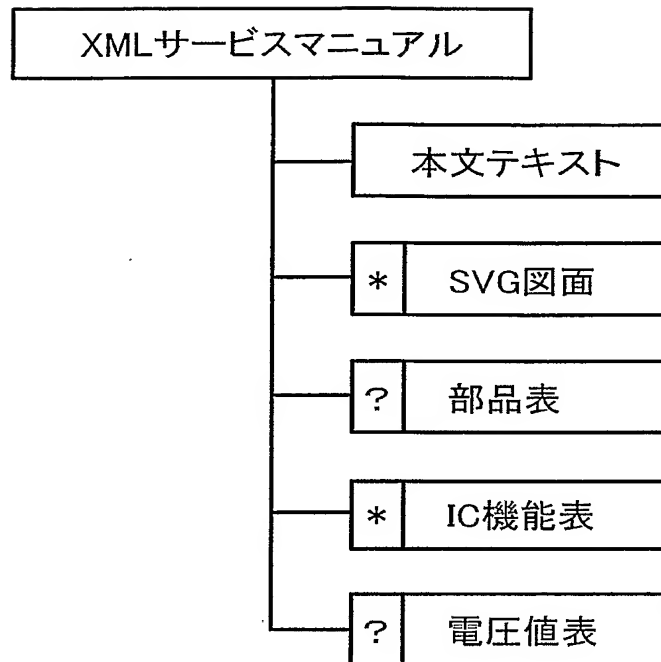 XMLサービスマニュアル
本文テキスト
* SVG図面
? 部品表
* IC機能表
? 電圧値表